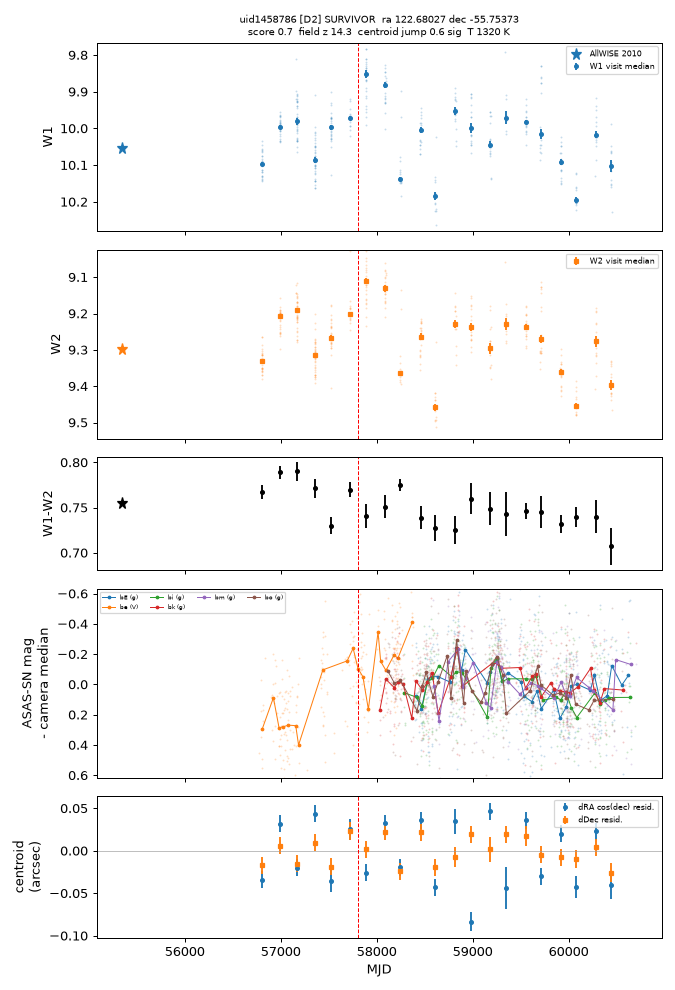 uid1458786 [D2] SURVIVOR ra 122.68027 dec -55.75373
score 0.7 field z 14.3 centroid jump 0.6 sig T 1320 K
AllWISE 2010
W1 visit median
9.8
9.9
10.0
10.1
10.2
W1
W2 visit median
9.1
9.2
9.3
9.4
9.5
W2
0.80
0.75
0.70
W1-W2
bE (g)
bi (g)
bm (g)
bo (g)
be (V)
bk (g)
−0.6
−0.4
−0.2
0.0
0.2
0.4
0.6
ASAS-SN mag
- camera median
dRA cos(dec) resid.
dDec resid.
0.05
0.00
−0.05
−0.10
centroid
(arcsec)
56000
57000
58000
59000
60000
MJD